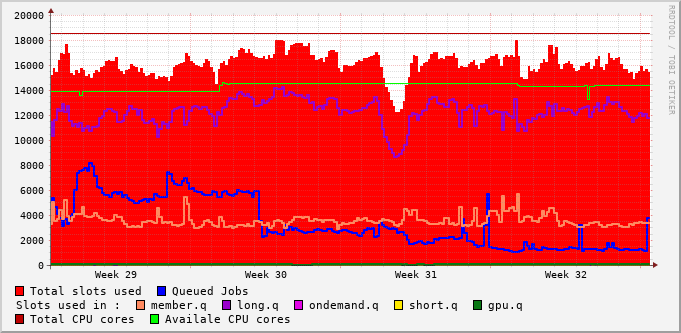 20000
18000
16000
14000
12000
10000
8000
6000
4000
2000
0
Week 29 Week 30 Week 31 Week 32
Total slots used Queued Jobs
Slots used in : member.q long.q ondemand.q short.q gpu.q
Total CPU cores Availale CPU cores
RRDTOOL / TOBI OETIKER